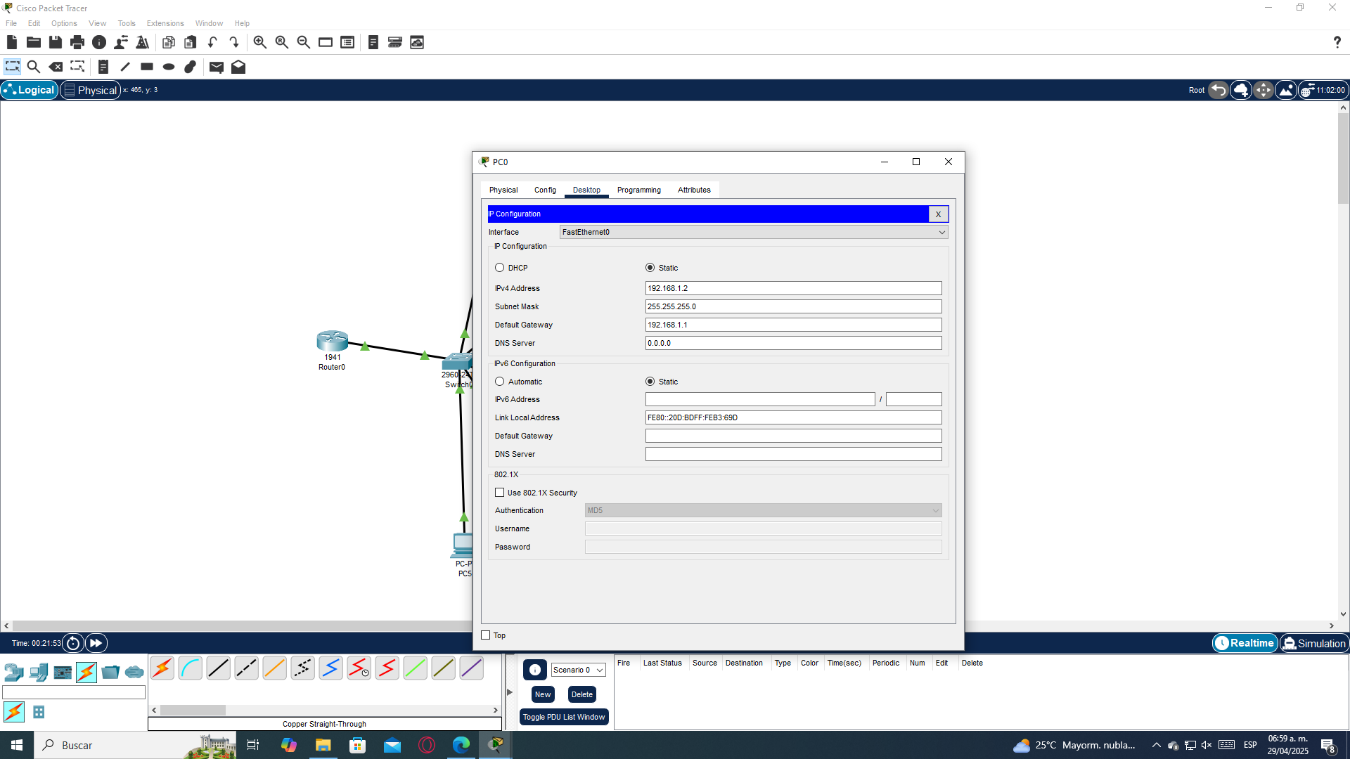 Cisco Packet Tracer
File Edit Options View Tools Extensions Window Help
?
Logical Physical x: 465, y: 3 Root 11:02:00
PC0
Physical Config Desktop Programming Attributes
IP Configuration X
Interface FastEthernet0
IP Configuration
DHCP Static
IPv4 Address 192.168.1.2
Subnet Mask 255.255.255.0
Default Gateway 192.168.1.1
DNS Server 0.0.0.0
IPv6 Configuration
Automatic Static
IPv6 Address /
Link Local Address FE80::20D:BDFF:FEB3:69D
Default Gateway
DNS Server
802.1X
Use 802.1X Security
Authentication MD5
Username
Password
Top
1941
Router0
2960-24
Switch0
PC-P
PC5
Time: 00:21:53 Realtime Simulation
Scenario 0
New Delete
Toggle PDU List Window
Fire Last Status Source Destination Type Color Time(sec) Periodic Num Edit Delete
Copper Straight-Through
Buscar
25°C Mayorm. nubla... ESP 06:59 a. m.
29/04/2025 8